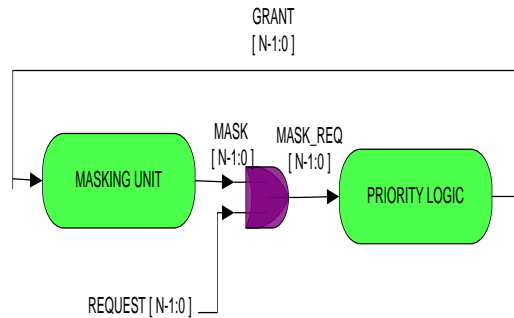 GRANT
[ N-1:0 ]
MASK
[ N-1:0 ]
MASK_REQ
[ N-1:0 ]
MASKING UNIT
PRIORITY LOGIC
REQUEST [ N-1:0 ]